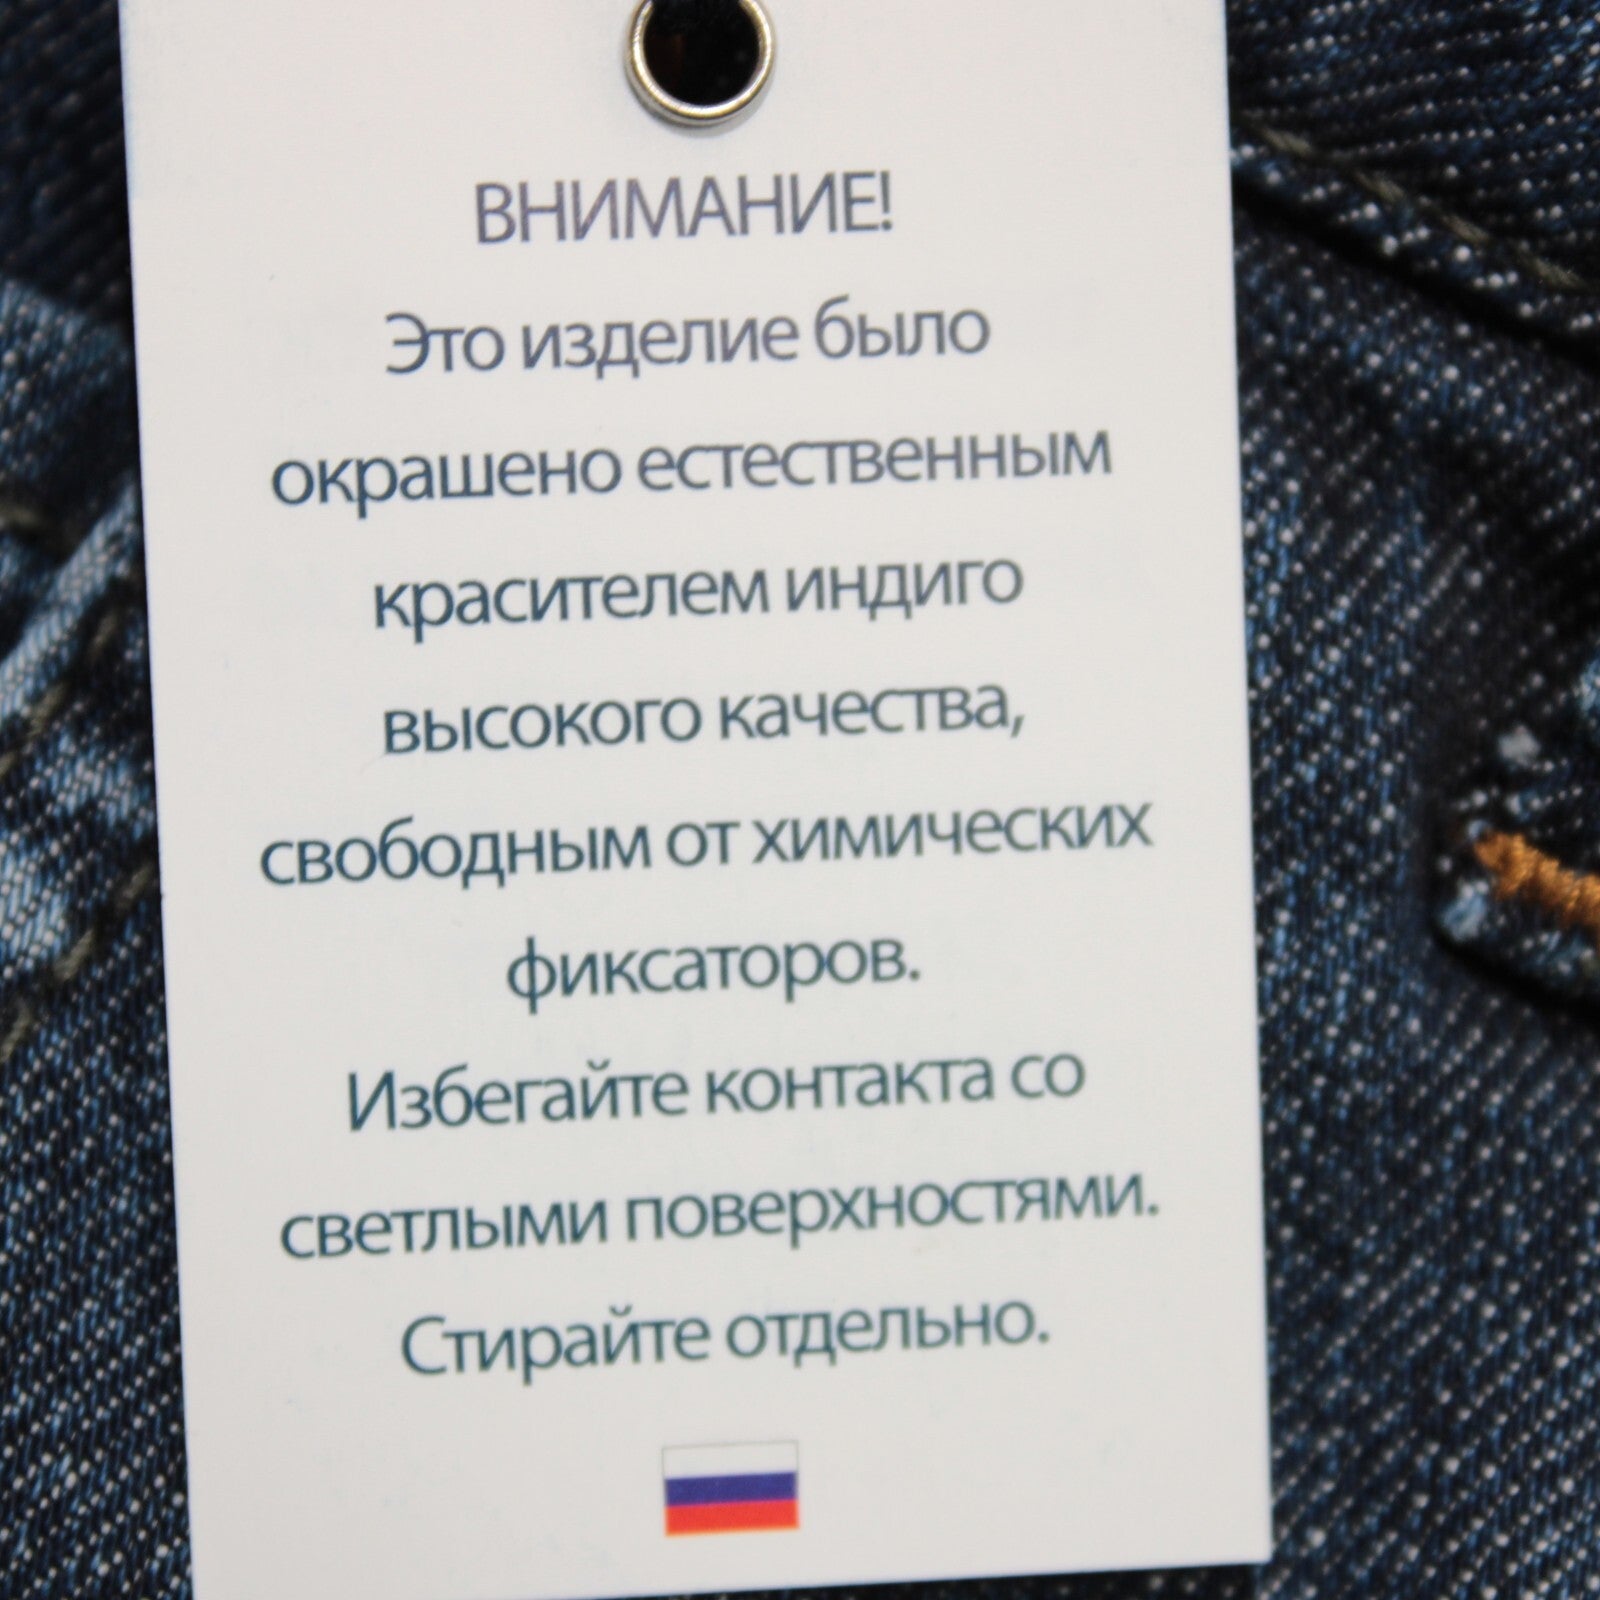 ВНИМАНИЕ!
Это изделие было
окрашено естественным
красителем индиго
высокого качества,
свободным от химических
фиксаторов.
Избегайте контакта со
светлыми поверхностями.
Стирайте отдельно.